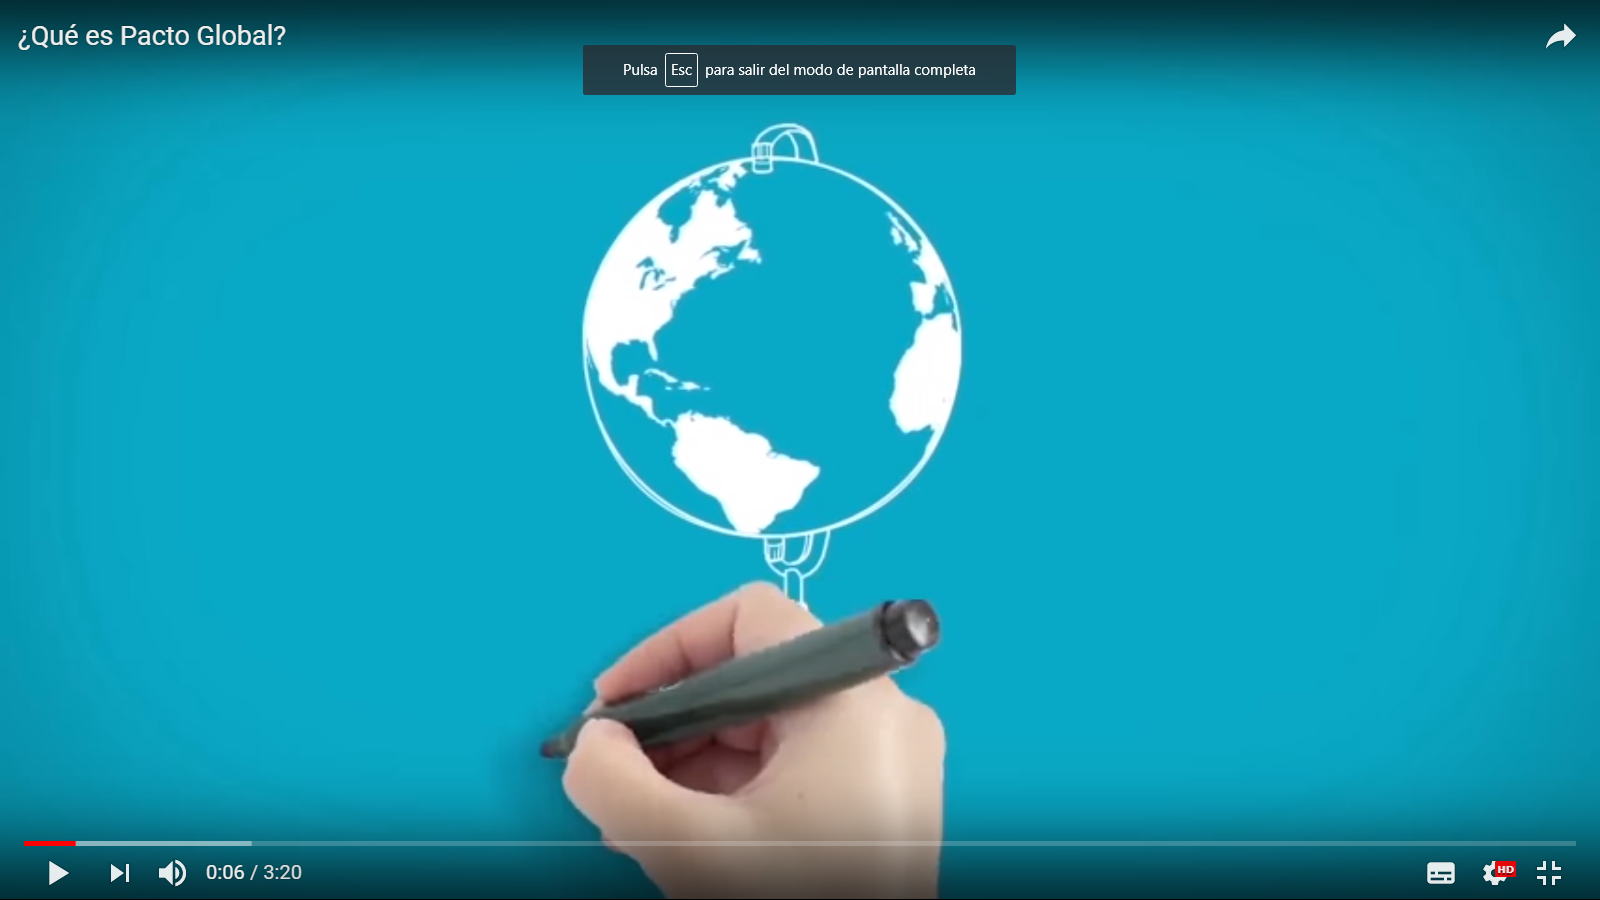 ¿Qué es Pacto Global?
Pulsa Esc para salir del modo de pantalla completa
0:06 / 3:20
HD